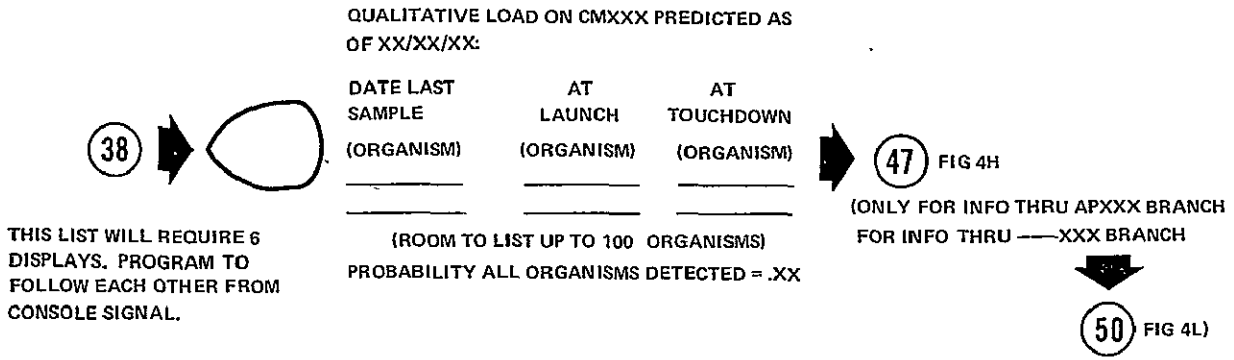 QUALITATIVE LOAD ON CMXXX PREDICTED AS
OF XX/XX/XX:
DATE LAST SAMPLE
AT LAUNCH
AT TOUCHDOWN
(ORGANISM) (ORGANISM) (ORGANISM)
(ROOM TO LIST UP TO 100 ORGANISMS)
PROBABILITY ALL ORGANISMS DETECTED = .XX
38
THIS LIST WILL REQUIRE 6
DISPLAYS. PROGRAM TO
FOLLOW EACH OTHER FROM
CONSOLE SIGNAL.
47 FIG 4H
(ONLY FOR INFO THRU APXXX BRANCH
FOR INFO THRU ——XXX BRANCH
50 FIG 4L)